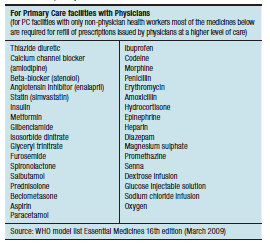 For Primary Care facilities with Physicians
(for PC facilities with only non-physician health workers most of the medicines below
are required for refill of prescriptions issued by physicians at a higher level of care)
Thiazide diuretic
Calcium channel blocker
(amlodipine)
Beta-blocker (atenolol)
Angiotensin inhibitor (enalapril)
Statin (simvastatin)
Insulin
Metformin
Glibenclamide
Isosorbide dinitrate
Glyceryl trinitrate
Furosemide
Spironolactone
Salbutamol
Prednisolone
Beclometasone
Aspirin
Paracetamol
Ibuprofen
Codeine
Morphine
Penicillin
Erythromycin
Amoxicillin
Hydrocortisone
Epinephrine
Heparin
Diazepam
Magnesium sulphate
Promethazine
Senna
Dextrose infusion
Glucose injectable solution
Sodium chloride infusion
Oxygen
Source: WHO model list Essential Medicines 16th edition (March 2009)